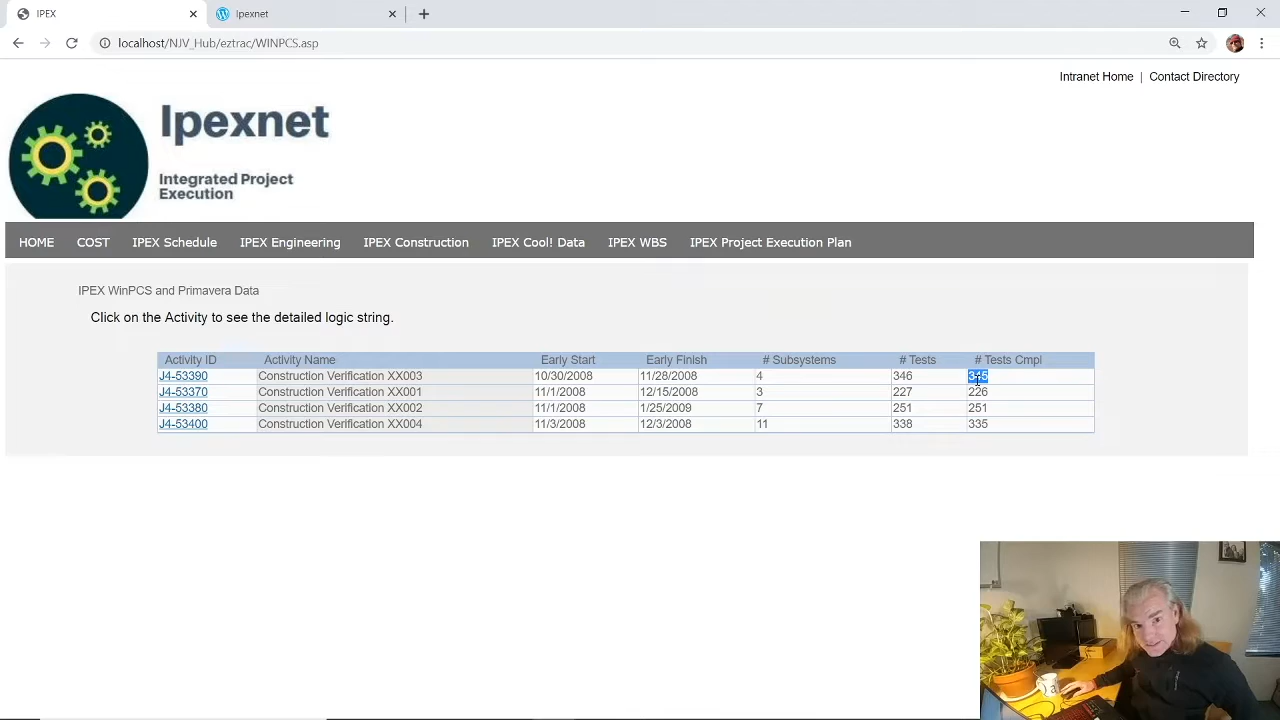 IPEX
Ipexnet
localhost/NJV_Hub/eztrac/WINPCS.asp
Intranet Home | Contact Directory
Ipexnet
Integrated Project
Execution
HOME COST IPEX Schedule IPEX Engineering IPEX Construction IPEX Cool! Data IPEX WBS IPEX Project Execution Plan
IPEX WinPCS and Primavera Data
Click on the Activity to see the detailed logic string.
Activity ID Activity Name Early Start Early Finish # Subsystems # Tests # Tests Cmpl
J4-53390 Construction Verification XX003 10/30/2008 11/28/2008 4 346 345
J4-53370 Construction Verification XX001 11/1/2008 12/15/2008 3 227 226
J4-53380 Construction Verification XX002 11/1/2008 1/25/2009 7 251 251
J4-53400 Construction Verification XX004 11/3/2008 12/3/2008 11 338 335